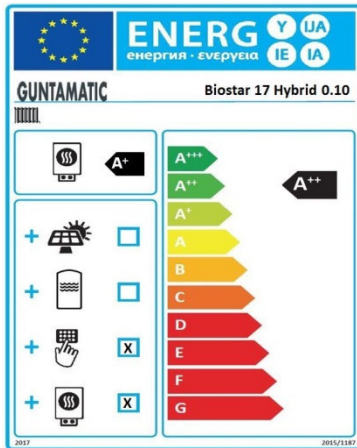 ENERG Y IJA
енергия · ενεργεια IE IA
GUNTAMATIC Biostar 17 Hybrid 0.10
A+
A+++
A++
A++
A+
A
B
C
D
E
F
G
+
+
+ X
+ X
2017 2015/1187